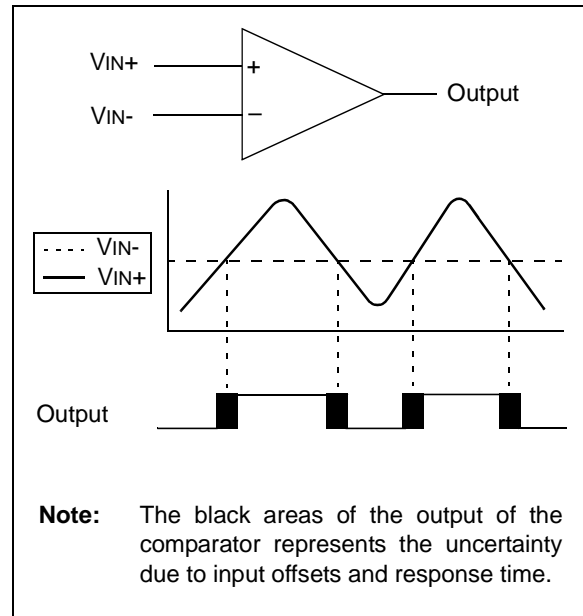 VIN+
+
Output
VIN-
–
VIN-
VIN+
Output
Note: The black areas of the output of the
comparator represents the uncertainty
due to input offsets and response time.